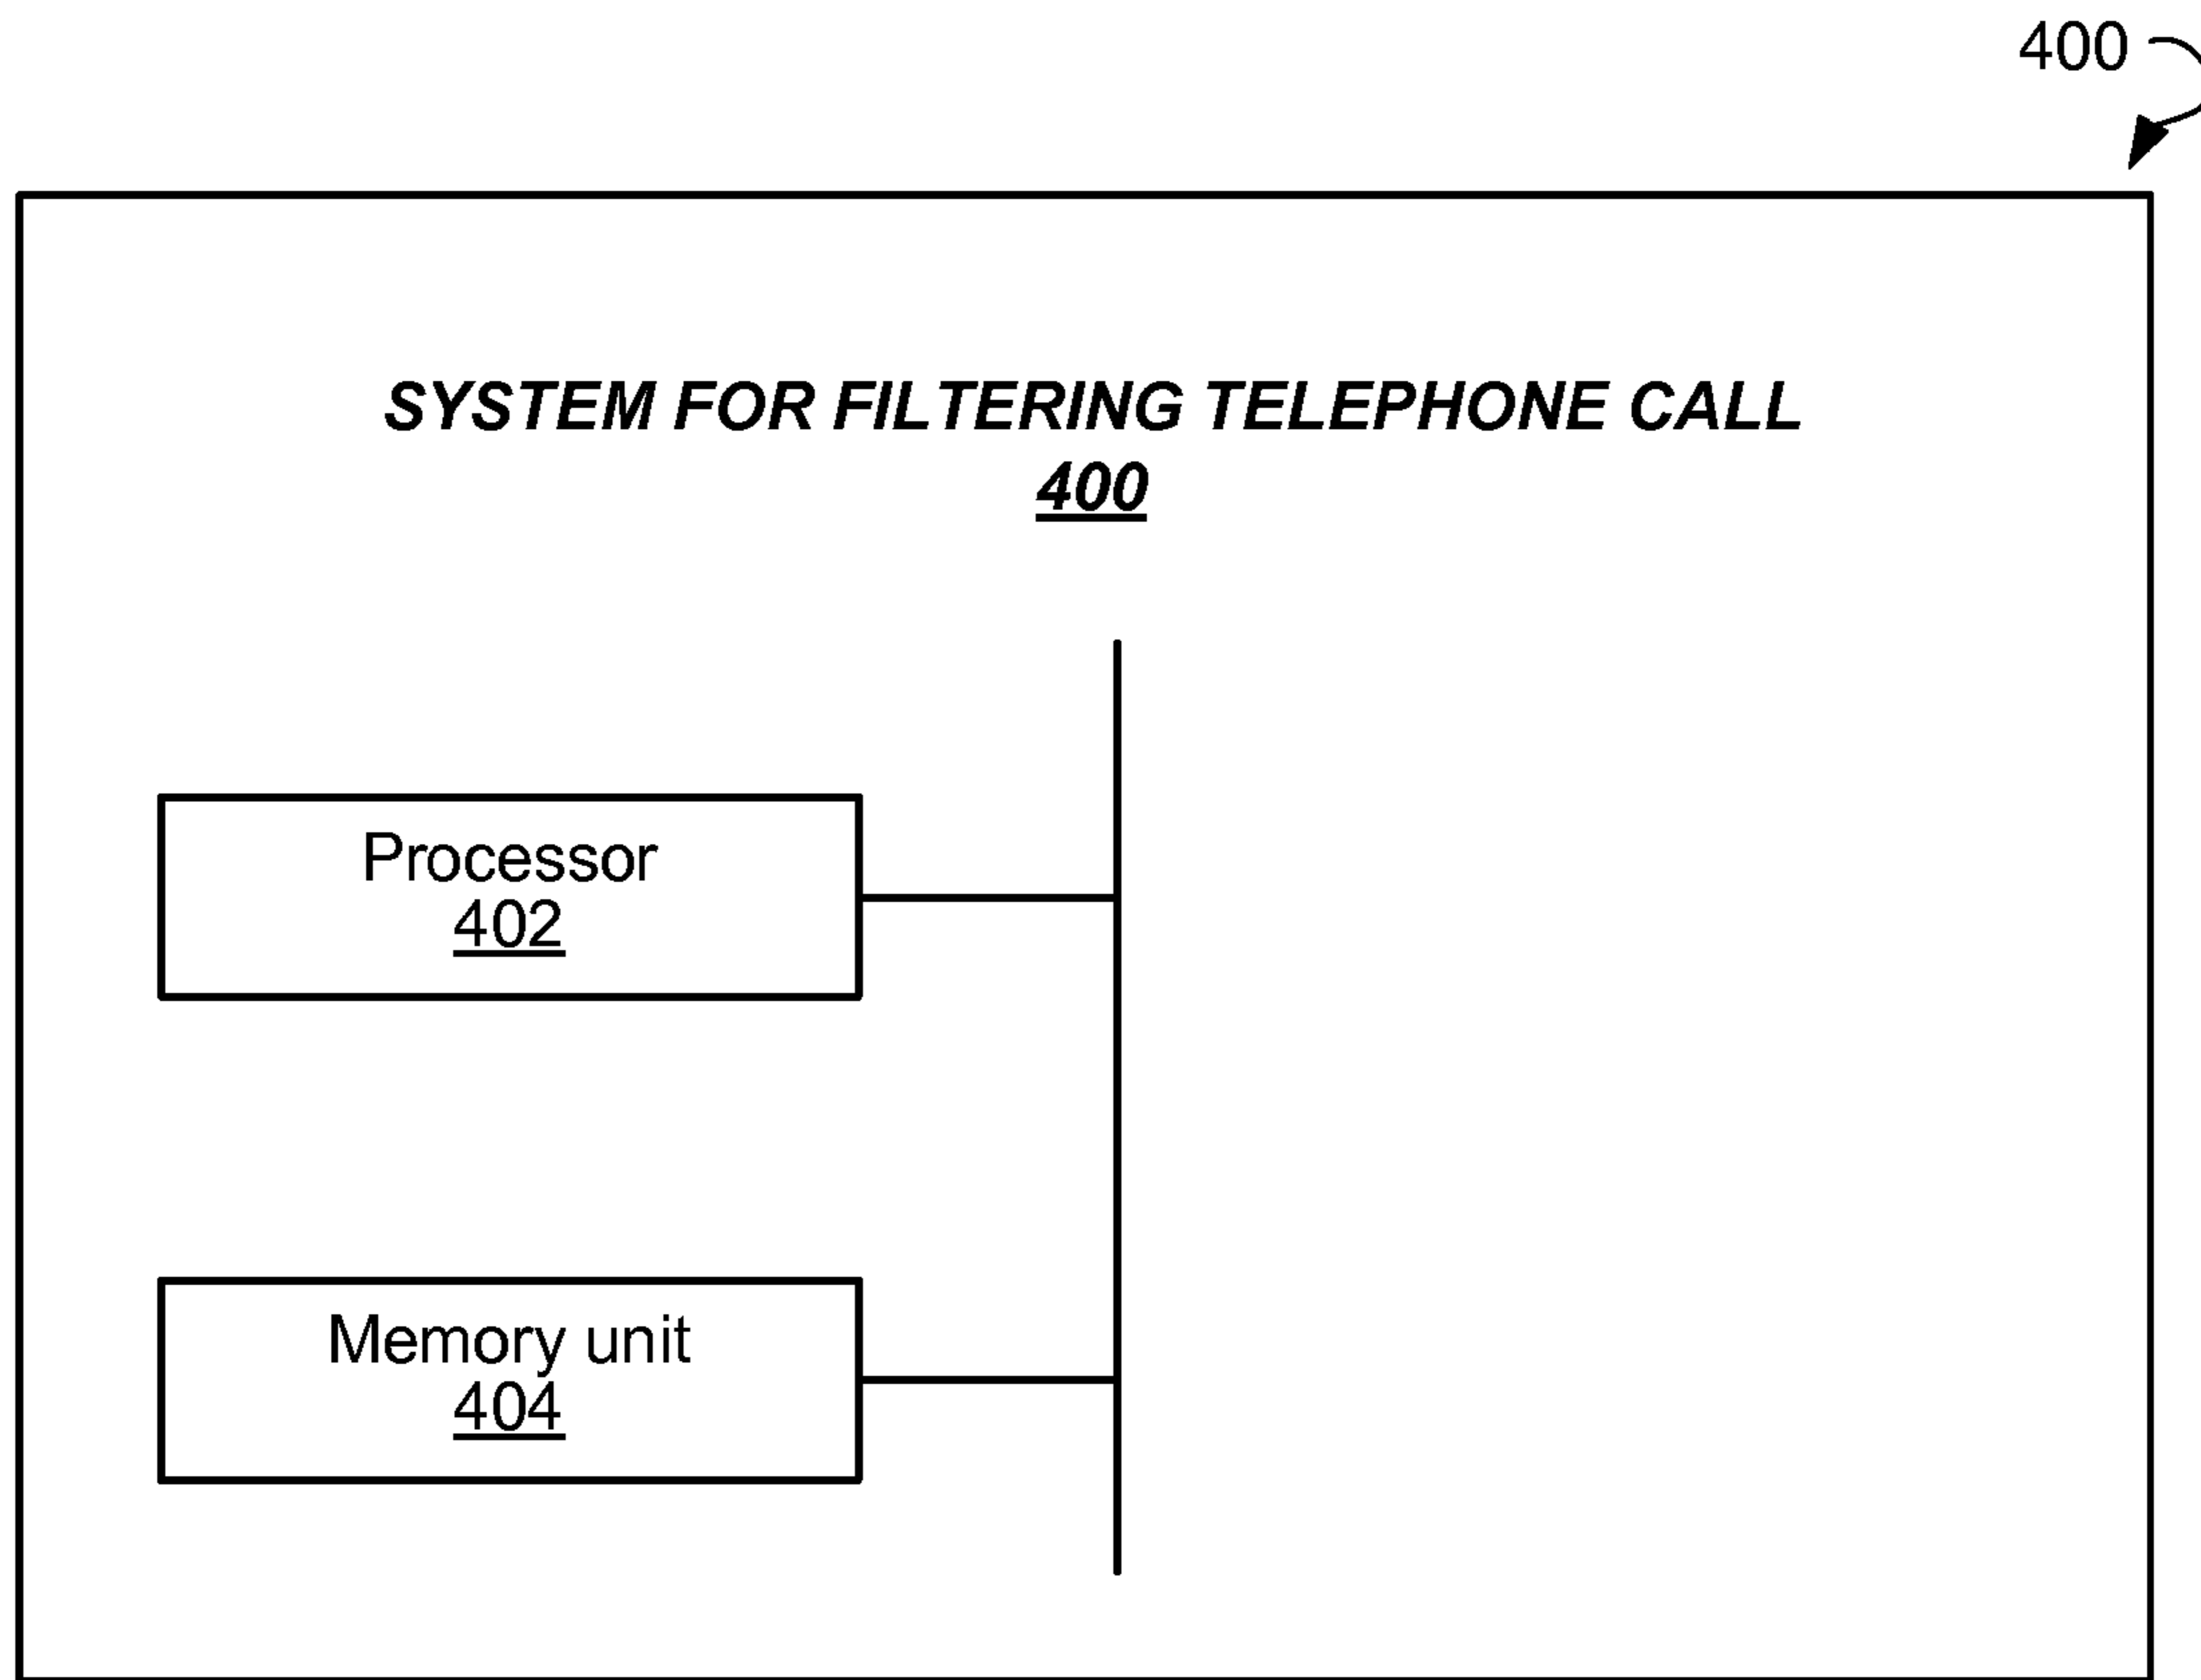 400
SYSTEM FOR FILTERING TELEPHONE CALL
400
Processor
402
Memory unit
404